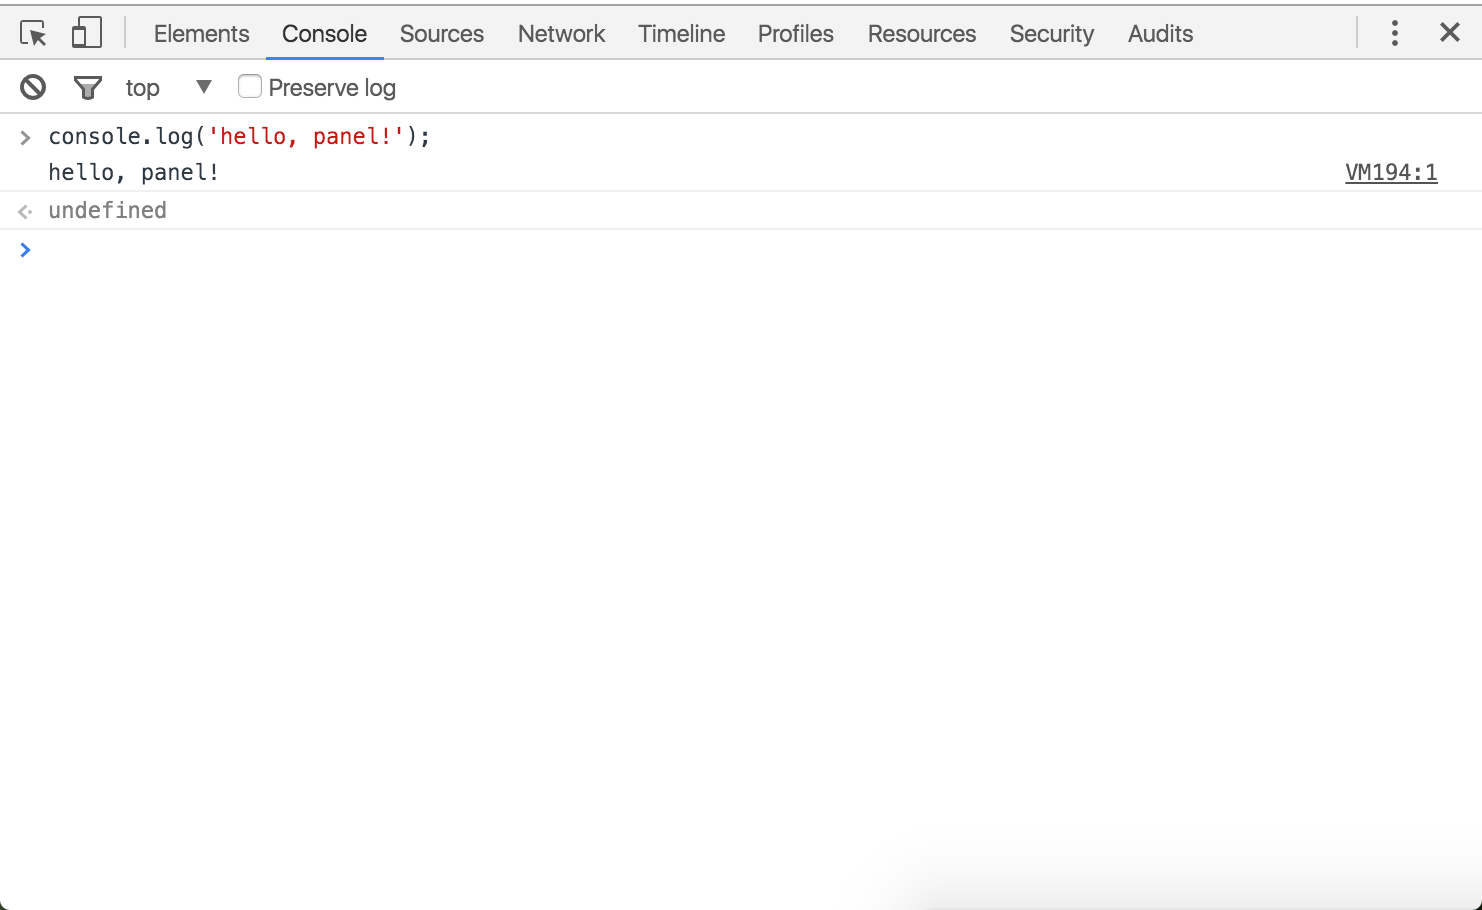 Elements Console Sources Network Timeline Profiles Resources Security Audits
top Preserve log
console.log('hello, panel!');
hello, panel! VM194:1
undefined